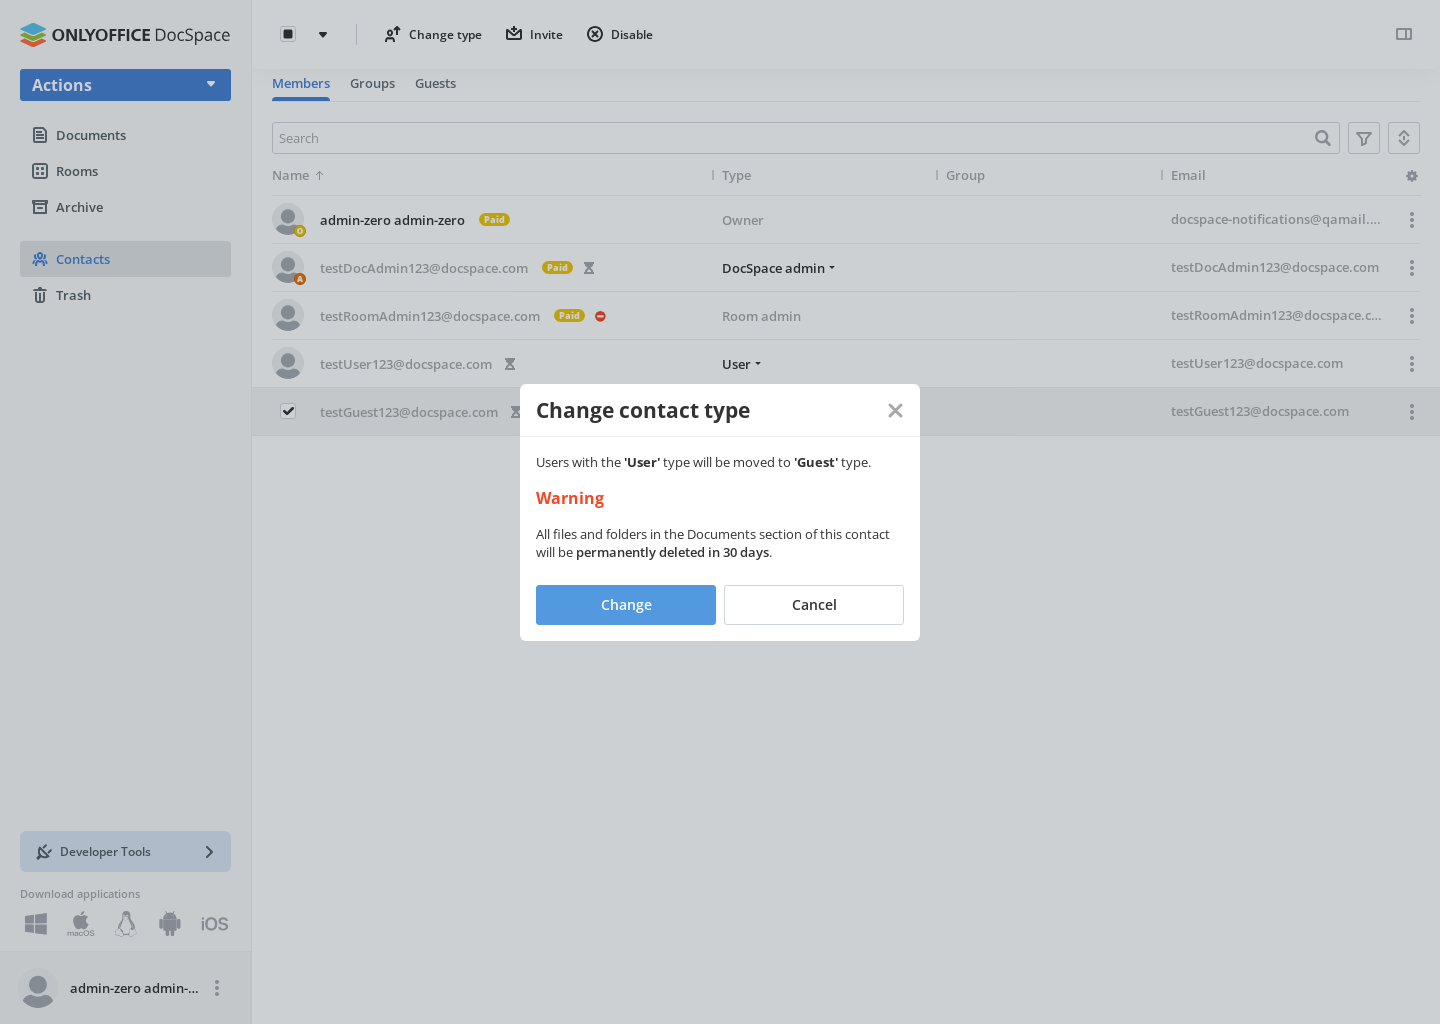 ONLYOFFICE DocSpace
Actions
Documents
Rooms
Archive
Contacts
Trash
Developer Tools
Download applications
macOS
iOS
admin-zero admin-...
Change type
Invite
Disable
Members
Groups
Guests
Search
Name
Type
Group
Email
admin-zero admin-zero
Paid
Owner
docspace-notifications@qamail....
O
testDocAdmin123@docspace.com
Paid
DocSpace admin
testDocAdmin123@docspace.com
A
testRoomAdmin123@docspace.com
Paid
Room admin
testRoomAdmin123@docspace.c...
testUser123@docspace.com
User
testUser123@docspace.com
testGuest123@docspace.com
testGuest123@docspace.com
Change contact type
Users with the 'User' type will be moved to 'Guest' type.
Warning
All files and folders in the Documents section of this contact
will be permanently deleted in 30 days.
Change
Cancel